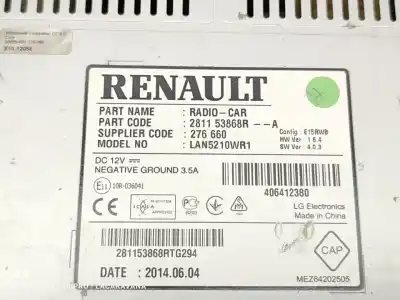 RENAULT
PART NAME : RADIO-CAR
PART CODE : 2811 53868R --A
SUPPLIER CODE : 276 660
MODEL NO : LAN5210WR1
Config : E15RWB
HW Ver : 1.6.4
SW Ver : 4.0.3
DC 12V
NEGATIVE GROUND 3.5A
E11 10R-036041
406412380
LG Electronics
Made in China
CE
281153868RTG294
CAP
DATE : 2014.06.04
MEZ64202505